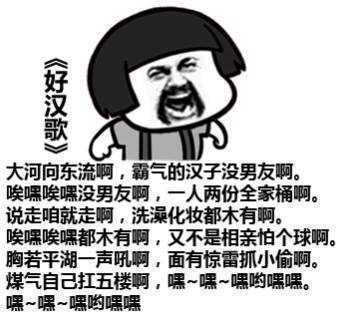 《好汉歌》
大河向东流啊，霸气的汉子没男友啊。
唉嘿唉嘿没男友啊，一人两份全家桶啊。
说走咱就走啊，洗澡化妆都木有啊。
唉嘿唉嘿都木有啊，又不是相亲怕个球啊。
胸若平湖一声吼啊，面有惊雷抓小偷啊。
煤气自己扛五楼啊，嘿~嘿~嘿哟嘿嘿。
嘿~嘿~嘿哟嘿嘿